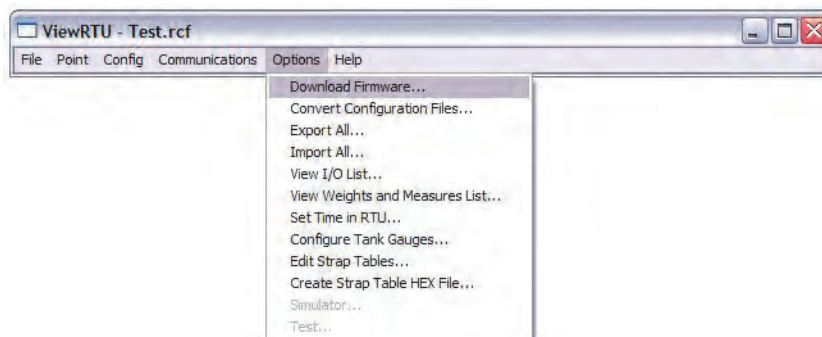 ViewRTU - Test.rcf
File Point Config Communications Options Help
Download Firmware...
Convert Configuration Files...
Export All...
Import All...
View I/O List...
View Weights and Measures List...
Set Time in RTU...
Configure Tank Gauges...
Edit Strap Tables...
Create Strap Table HEX File...
Simulator...
Test...